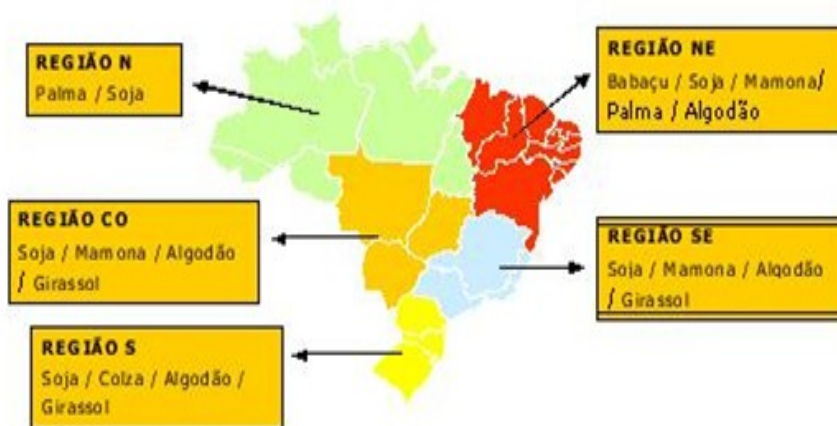 REGIÃO N
Palma / Soja
REGIÃO NE
Babaçu / Soja / Mamona/
Palma / Algodão
REGIÃO CO
Soja / Mamona / Algodão
/ Girassol
REGIÃO SE
Soja / Mamona / Algodão
/ Girassol
REGIÃO S
Soja / Colza / Algodão /
Girassol